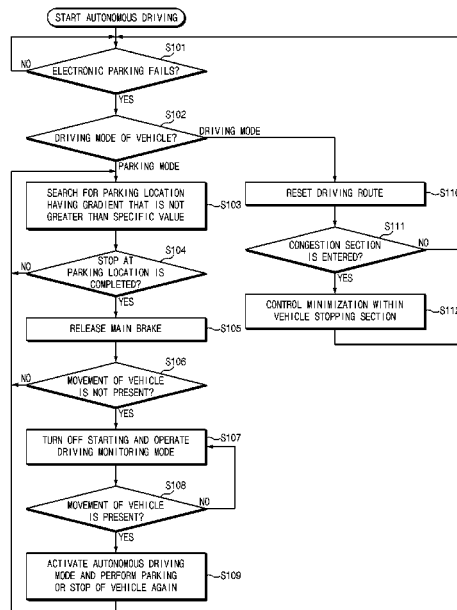 START AUTONOMOUS DRIVING
S101
ELECTRONIC PARKING FAILS?
NO
YES
S102
DRIVING MODE OF VEHICLE?
DRIVING MODE
PARKING MODE
SEARCH FOR PARKING LOCATION
HAVING GRADIENT THAT IS NOT
GREATER THAN SPECIFIC VALUE
S103
S104
STOP AT
PARKING LOCATION IS
COMPLETED?
NO
YES
RELEASE MAIN BRAKE
S105
S106
MOVEMENT OF VEHICLE
IS NOT PRESENT?
NO
YES
TURN OFF STARTING AND OPERATE
DRIVING MONITORING MODE
S107
S108
MOVEMENT OF VEHICLE
IS PRESENT?
NO
YES
ACTIVATE AUTONOMOUS DRIVING
MODE AND PERFORM PARKING
OR STOP OF VEHICLE AGAIN
S109
RESET DRIVING ROUTE
S110
S111
CONGESTION SECTION
IS ENTERED?
NO
YES
CONTROL MINIMIZATION WITHIN
VEHICLE STOPPING SECTION
S112